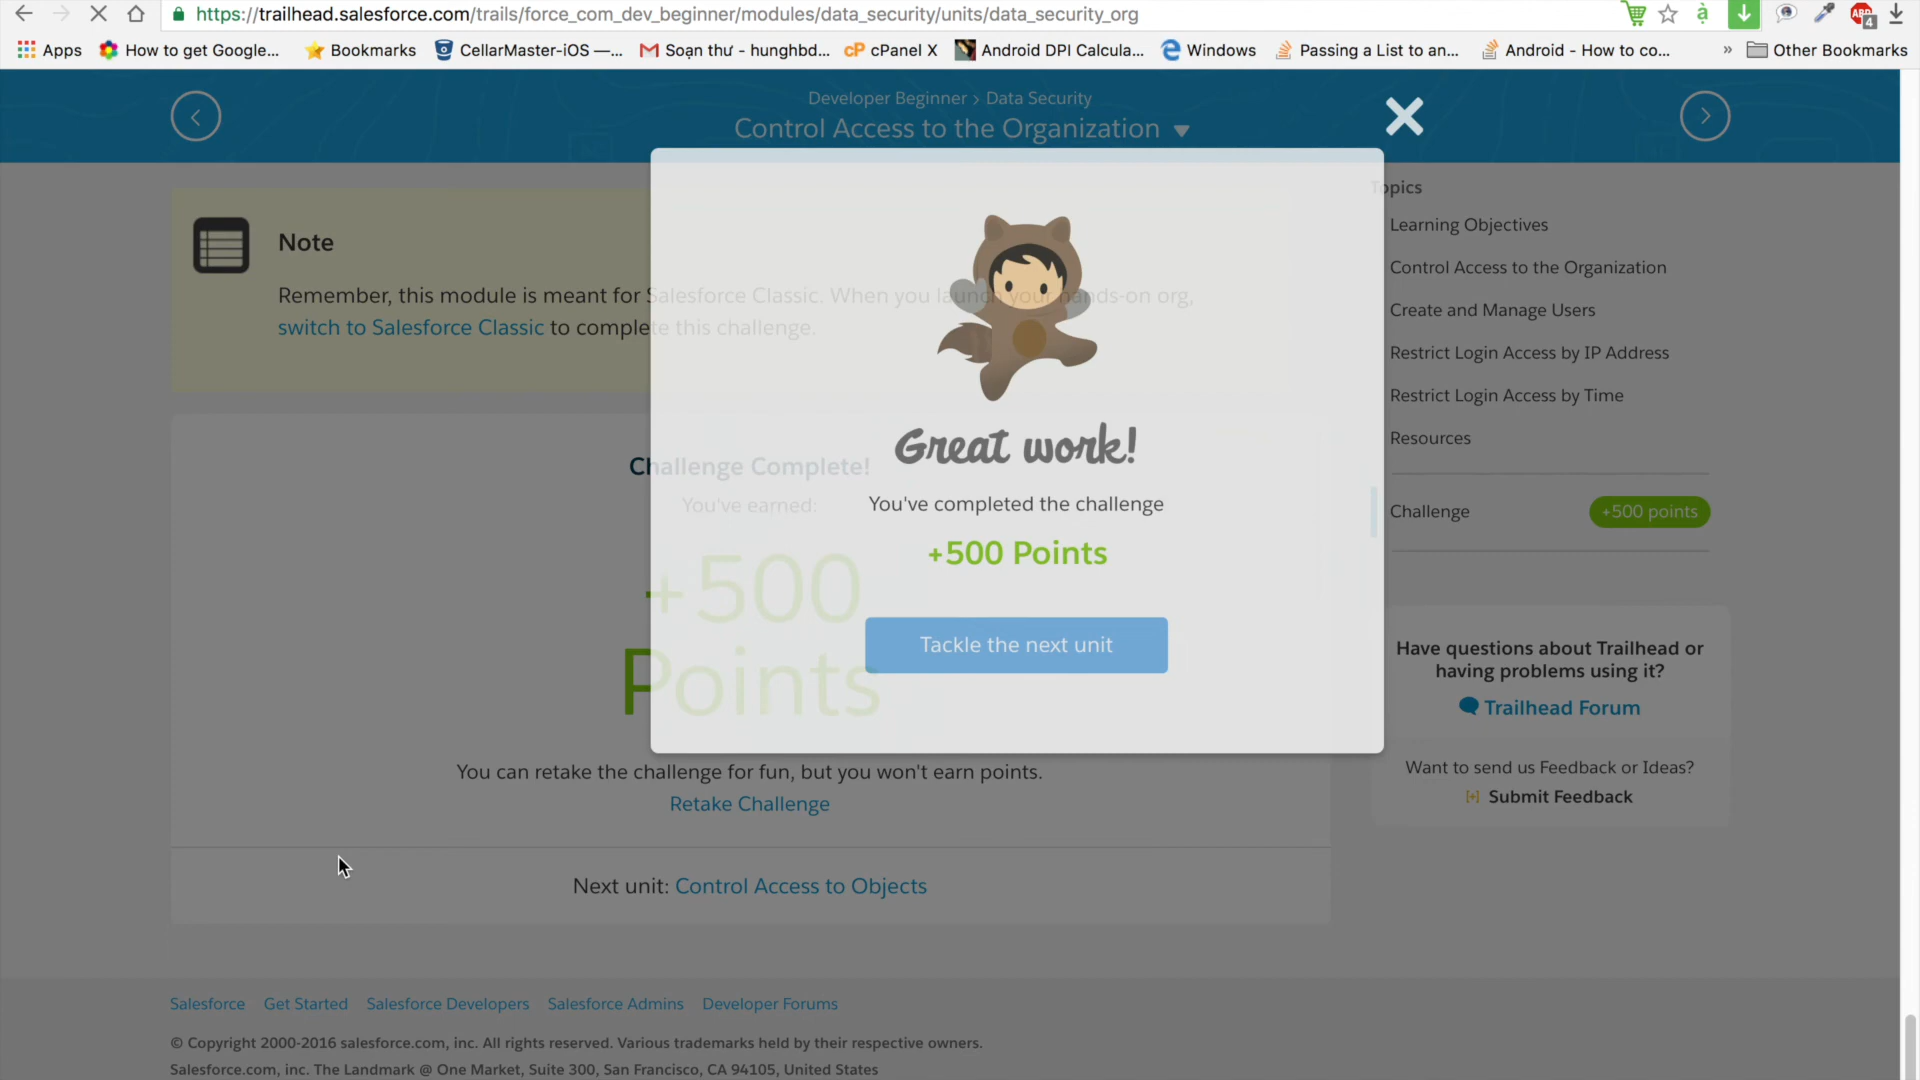 https://trailhead.salesforce.com/trails/force_com_dev_beginner/modules/data_security/units/data_security_org
Apps How to get Google... Bookmarks CellarMaster-iOS —... Soạn thư - hunghbd... cPanel X Android DPI Calcula... Windows Passing a List to an... Android - How to co... » Other Bookmarks
Developer Beginner › Data Security
Control Access to the Organization
Note
Remember, this module is meant for Salesforce Classic. When you launch your hands-on org,
switch to Salesforce Classic to complete this challenge.
Challenge Complete!
You've earned:
+500
Points
You can retake the challenge for fun, but you won't earn points.
Retake Challenge
Next unit: Control Access to Objects
Great work!
You've completed the challenge
+500 Points
Tackle the next unit
Topics
Learning Objectives
Control Access to the Organization
Create and Manage Users
Restrict Login Access by IP Address
Restrict Login Access by Time
Resources
Challenge +500 points
Have questions about Trailhead or
having problems using it?
Trailhead Forum
Want to send us Feedback or Ideas?
[+] Submit Feedback
Salesforce Get Started Salesforce Developers Salesforce Admins Developer Forums
© Copyright 2000-2016 salesforce.com, inc. All rights reserved. Various trademarks held by their respective owners.
Salesforce.com, inc. The Landmark @ One Market, Suite 300, San Francisco, CA 94105, United States